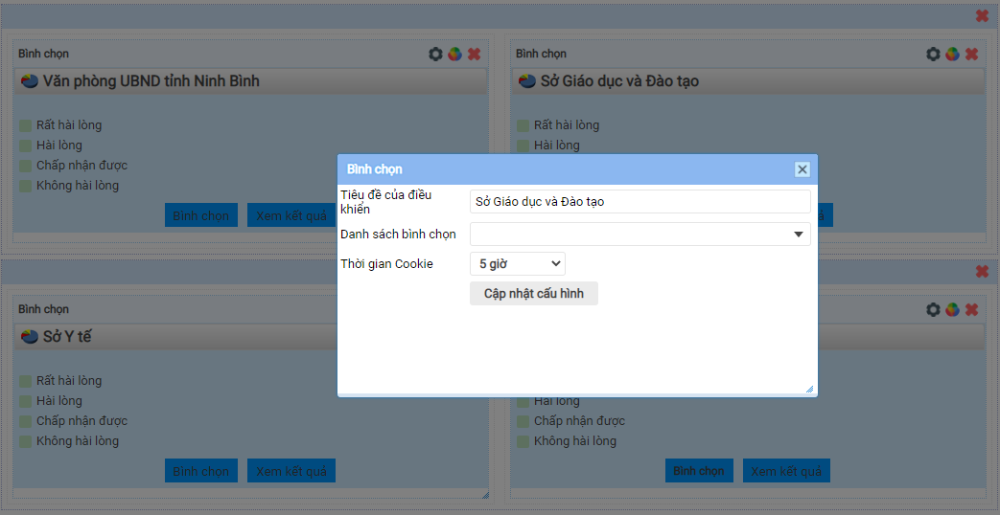 Bình chọn
Văn phòng UBND tỉnh Ninh Bình
Rất hài lòng
Hài lòng
Chấp nhận được
Không hài lòng
Bình chọn Xem kết quả
Bình chọn
Sở Giáo dục và Đào tạo
Rất hài lòng
Hài lòng
quả
Bình chọn
Tiêu đề của điều
khiển
Sở Giáo dục và Đào tạo
Danh sách bình chọn
Thời gian Cookie
5 giờ
Cập nhật cấu hình
Bình chọn
Sở Y tế
Rất hài lòng
Hài lòng
Chấp nhận được
Không hài lòng
Bình chọn Xem kết quả
Hài lòng
Chấp nhận được
Không hài lòng
Bình chọn Xem kết quả